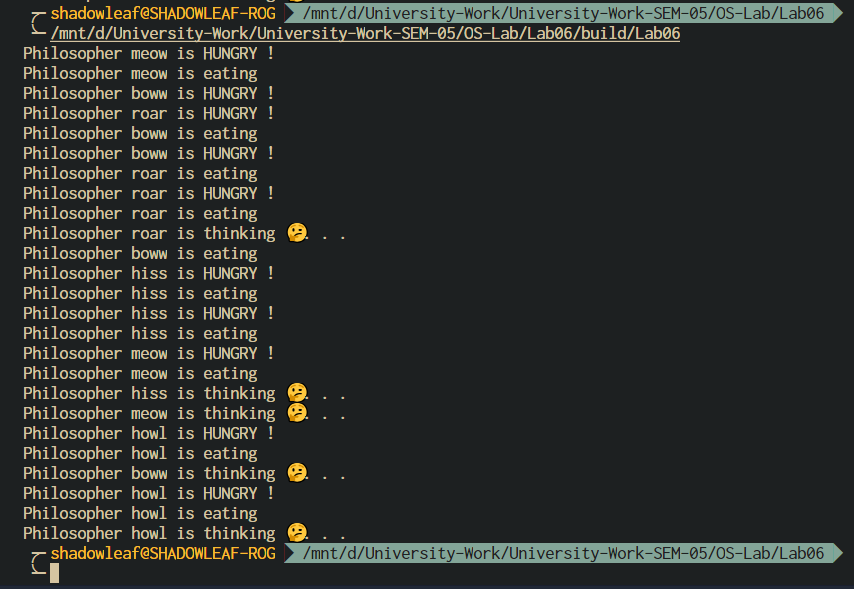 shadowleaf@SHADOWLEAF-ROG /mnt/d/University-Work/University-Work-SEM-05/OS-Lab/Lab06
/mnt/d/University-Work/University-Work-SEM-05/OS-Lab/Lab06/build/Lab06
Philosopher meow is HUNGRY !
Philosopher meow is eating
Philosopher boww is HUNGRY !
Philosopher roar is HUNGRY !
Philosopher boww is eating
Philosopher boww is HUNGRY !
Philosopher roar is eating
Philosopher roar is HUNGRY !
Philosopher roar is eating
Philosopher roar is thinking 🤔. . .
Philosopher boww is eating
Philosopher hiss is HUNGRY !
Philosopher hiss is eating
Philosopher hiss is HUNGRY !
Philosopher hiss is eating
Philosopher meow is HUNGRY !
Philosopher meow is eating
Philosopher hiss is thinking 🤔. . .
Philosopher meow is thinking 🤔. . .
Philosopher howl is HUNGRY !
Philosopher howl is eating
Philosopher boww is thinking 🤔. . .
Philosopher howl is HUNGRY !
Philosopher howl is eating
Philosopher howl is thinking 🤔. . .
shadowleaf@SHADOWLEAF-ROG /mnt/d/University-Work/University-Work-SEM-05/OS-Lab/Lab06